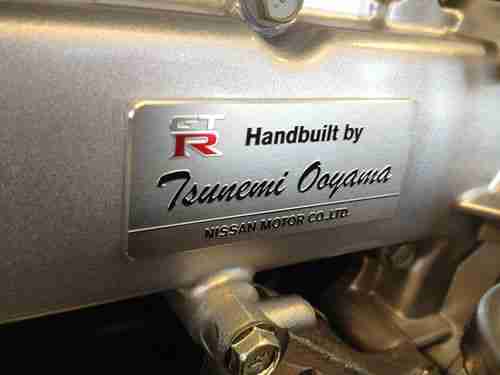 GT
R
Handbuilt by
Tsunemi Ooyama
NISSAN MOTOR CO.,LTD.